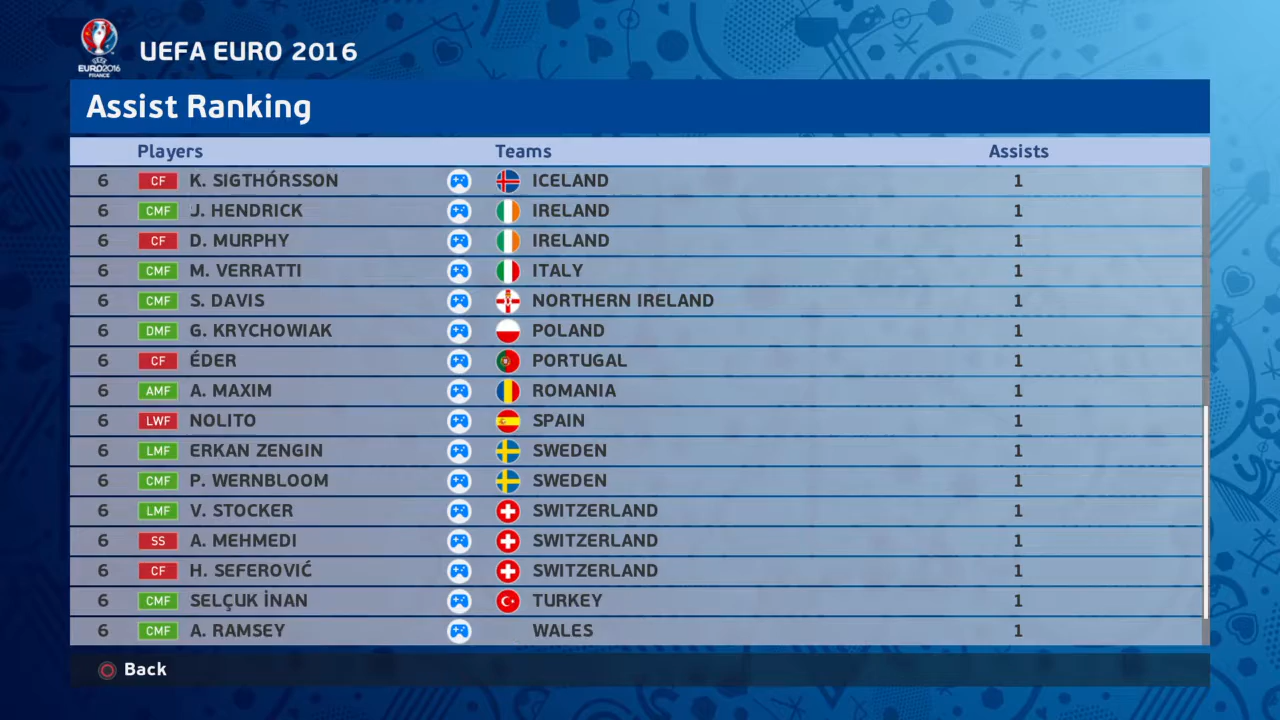 UEFA EURO 2016
UEFA
EURO2016
FRANCE
Assist Ranking
Players Teams Assists
6 CF K. SIGTHÓRSSON ICELAND 1
6 CMF J. HENDRICK IRELAND 1
6 CF D. MURPHY IRELAND 1
6 CMF M. VERRATTI ITALY 1
6 CMF S. DAVIS NORTHERN IRELAND 1
6 DMF G. KRYCHOWIAK POLAND 1
6 CF ÉDER PORTUGAL 1
6 AMF A. MAXIM ROMANIA 1
6 LWF NOLITO SPAIN 1
6 LMF ERKAN ZENGIN SWEDEN 1
6 CMF P. WERNBLOOM SWEDEN 1
6 LMF V. STOCKER SWITZERLAND 1
6 SS A. MEHMEDI SWITZERLAND 1
6 CF H. SEFEROVIĆ SWITZERLAND 1
6 CMF SELÇUK İNAN TURKEY 1
6 CMF A. RAMSEY WALES 1
Back